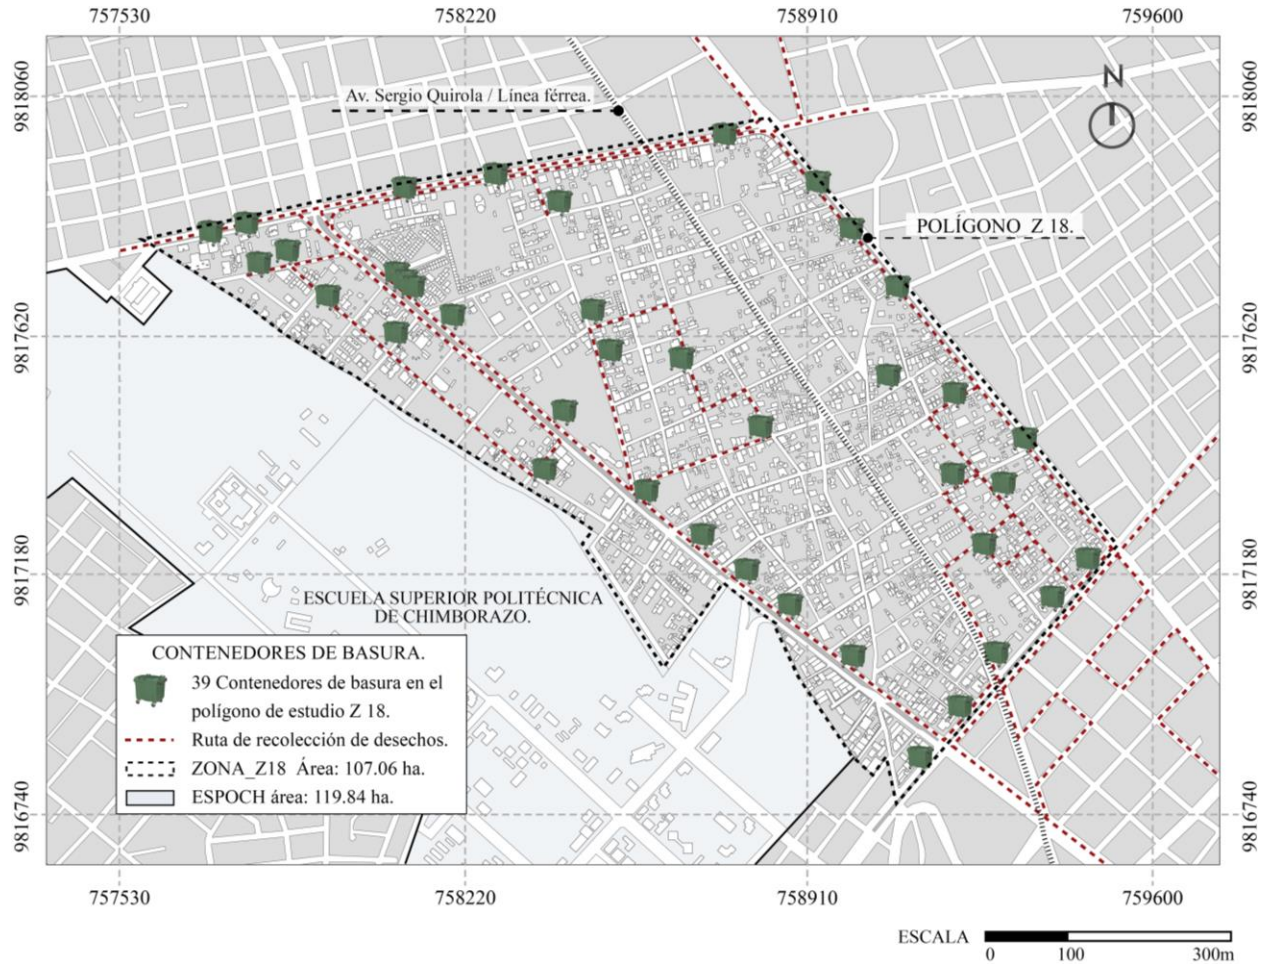 757530 758220 758910 759600
9818060 9818060
N
Av. Sergio Quirola / Línea férrea.
POLÍGONO Z 18.
9817620 9817620
9817180 9817180
ESCUELA SUPERIOR POLITÉCNICA
DE CHIMBORAZO.
CONTENEDORES DE BASURA.
39 Contenedores de basura en el
polígono de estudio Z 18.
Ruta de recolección de desechos.
ZONA_Z18 Área: 107.06 ha.
ESPOCH área: 119.84 ha.
9816740 9816740
757530 758220 758910 759600
ESCALA
0 100 300m